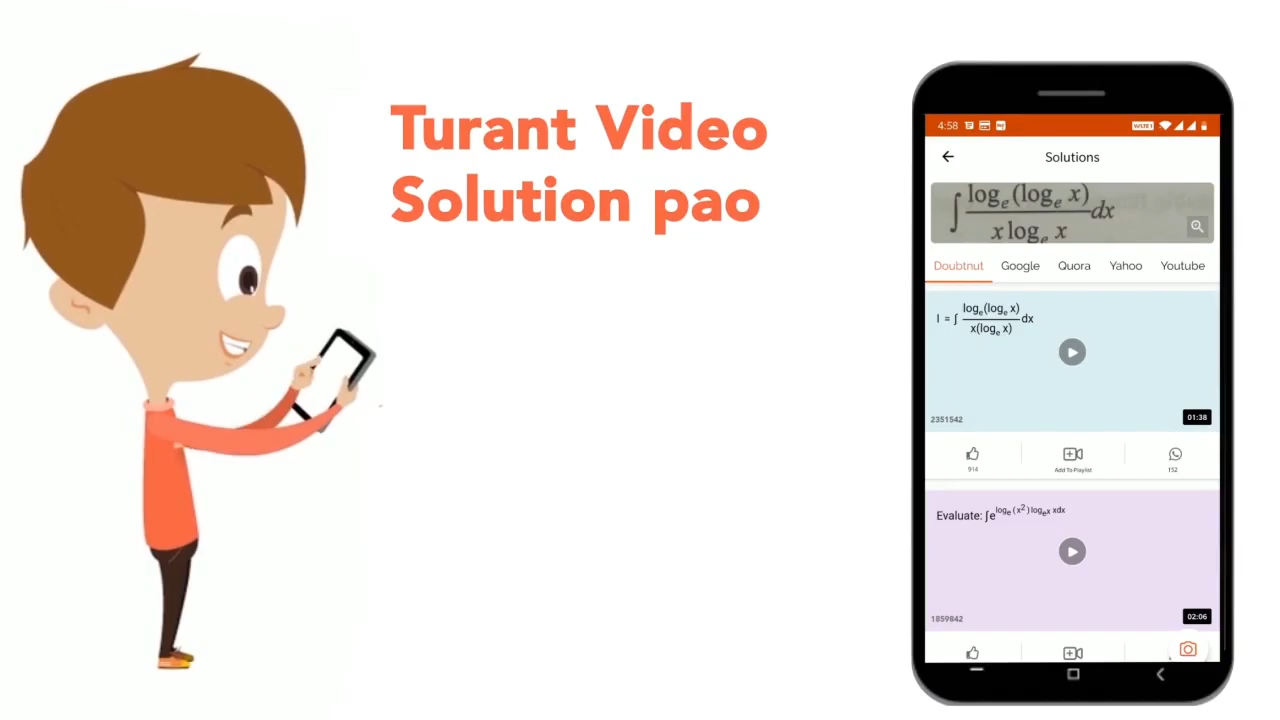 Turant Video
Solution pao
4:58
VoLTE1
Solutions
∫ logₑ(logₑ x) / x logₑ x dx
Doubtnut Google Quora Yahoo Youtube
I = ∫ logₑ(logₑ x) / x(logₑ x) dx
2351542 01:38
914 Add To Playlist 152
Evaluate: ∫e^logₑ(x²)logₑx xdx
1859842 02:06